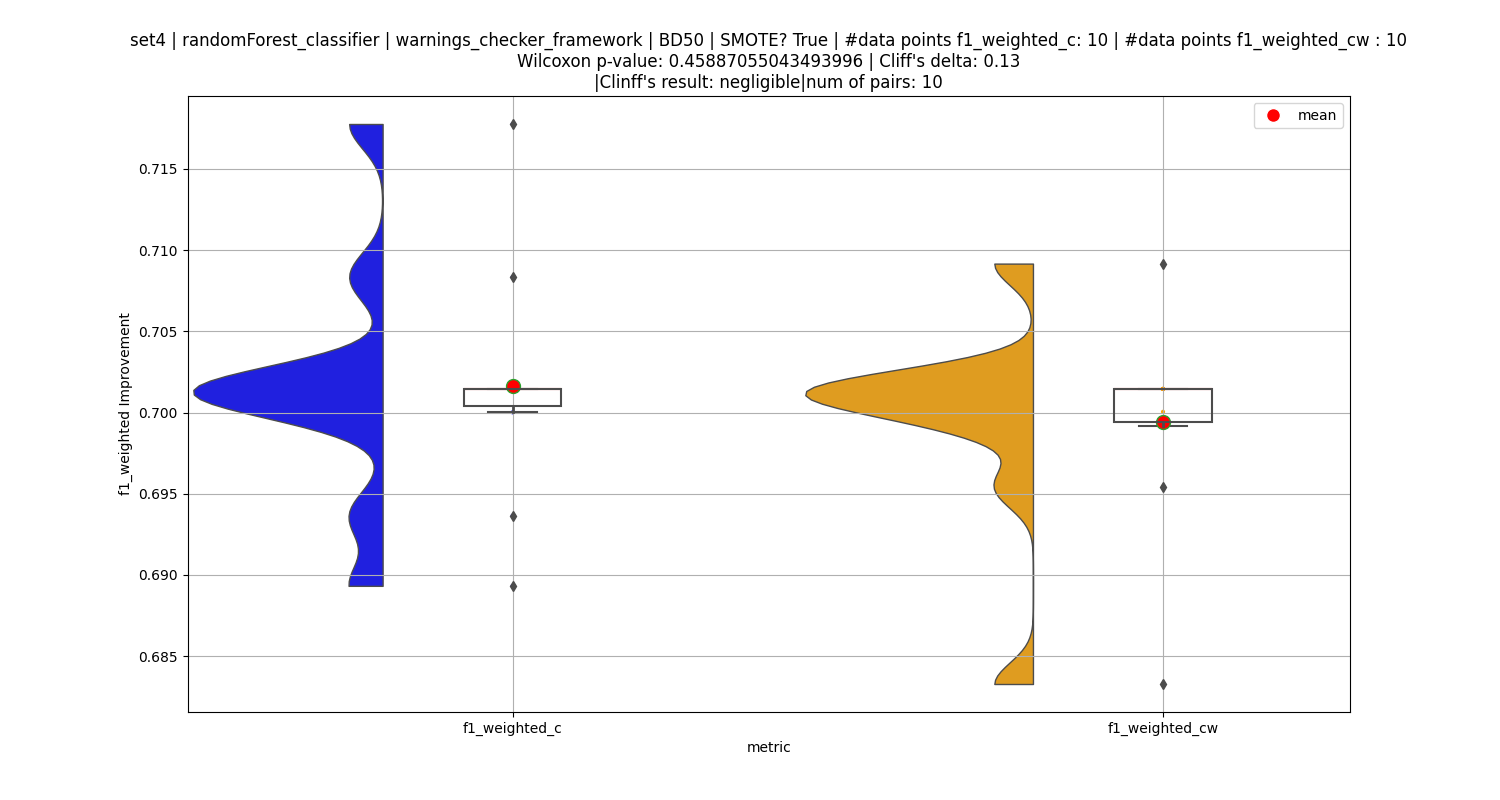 set4 | randomForest_classifier | warnings_checker_framework | BD50 | SMOTE? True | #data points f1_weighted_c: 10 | #data points f1_weighted_cw : 10
Wilcoxon p-value: 0.45887055043493996 | Cliff's delta: 0.13
|Clinff's result: negligible|num of pairs: 10
mean
0.715
0.710
0.705
0.700
0.695
0.690
0.685
f1_weighted Improvement
f1_weighted_c
f1_weighted_cw
metric